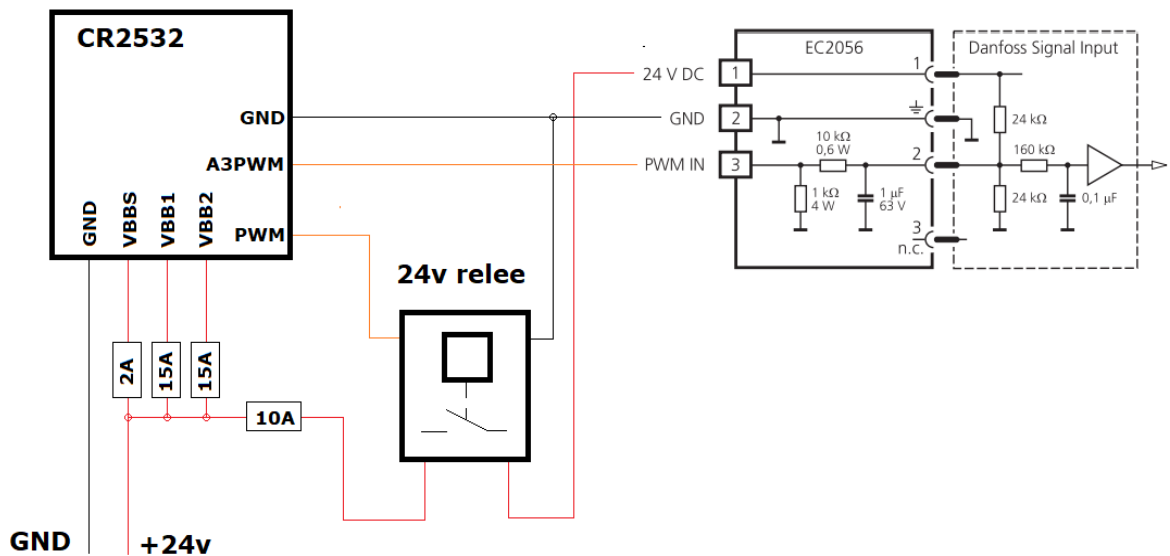 CR2532
GND
A3PWM
PWM
GND
VBBS
VBB1
VBB2
2A
15A
15A
10A
GND
+24v
24v relee
24 V DC
GND
PWM IN
EC2056
1
2
3
10 kΩ
0,6 W
1 kΩ
4 W
1 µF
63 V
1
2
3
n.c.
Danfoss Signal Input
24 kΩ
160 kΩ
24 kΩ
0,1 µF